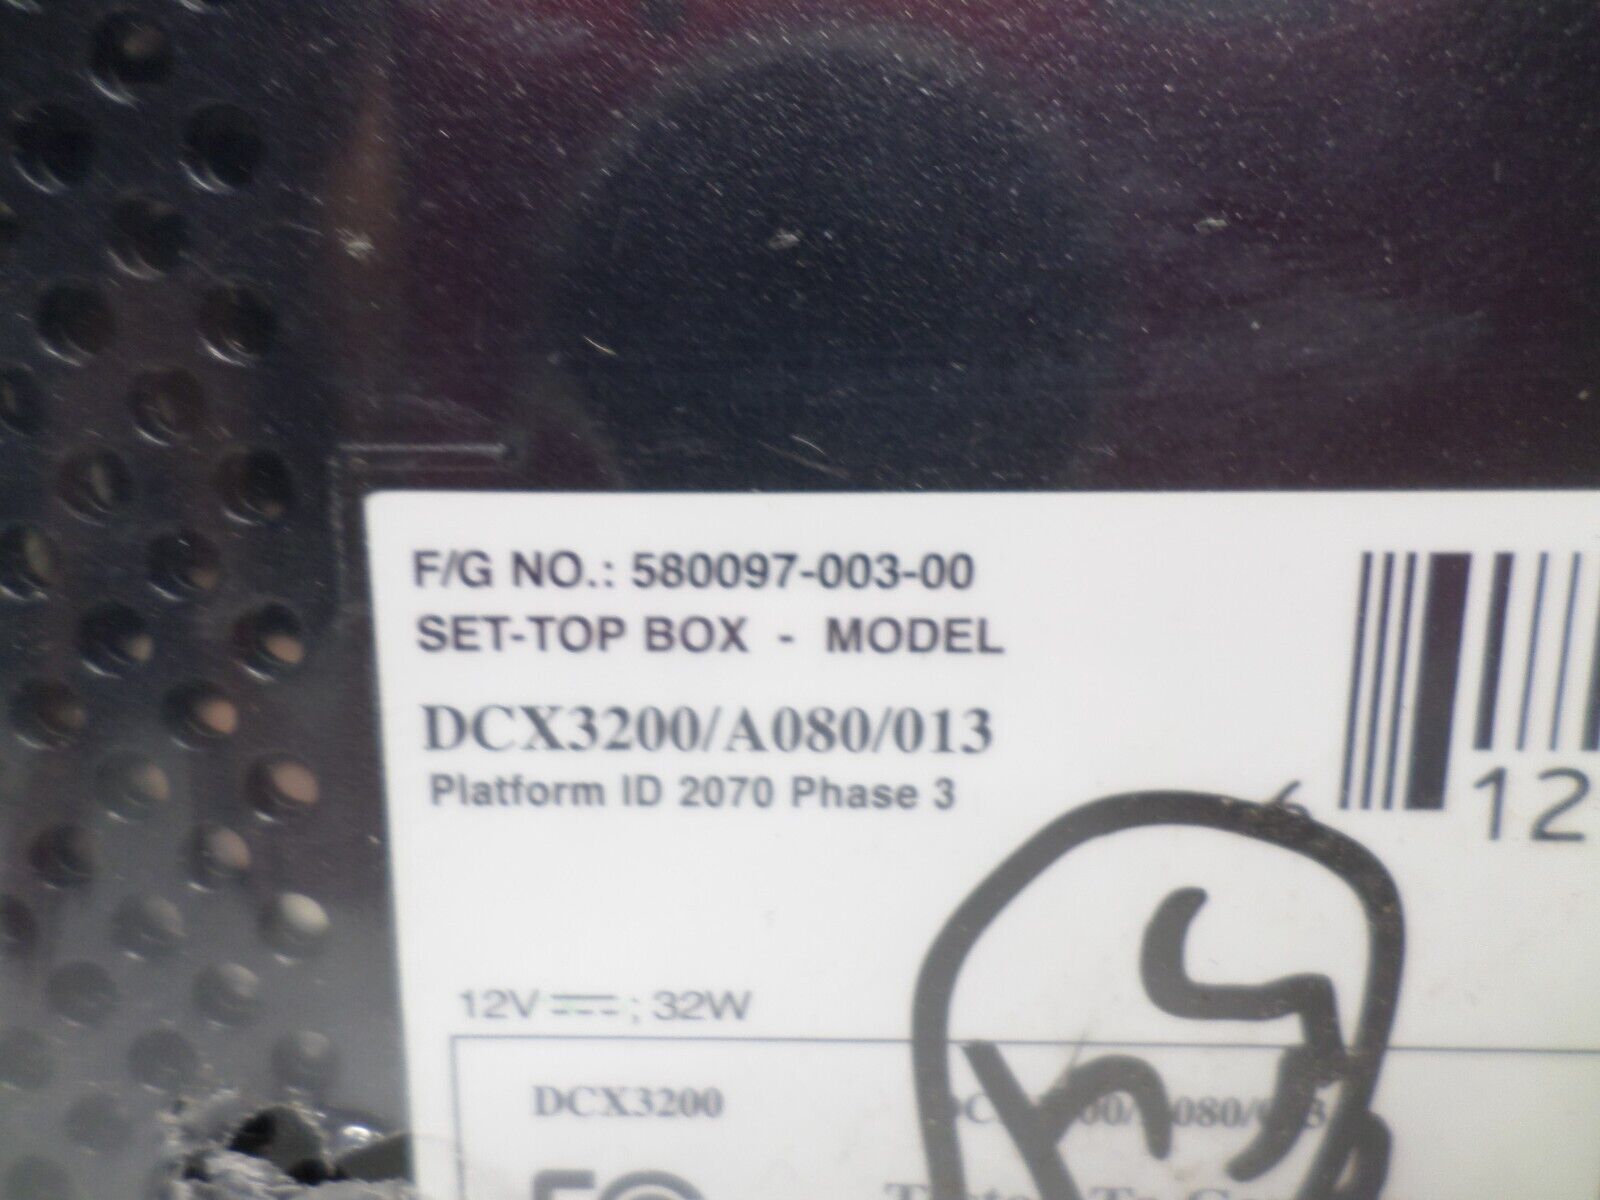 F/G NO.: 580097-003-00
SET-TOP BOX - MODEL
DCX3200/A080/013
Platform ID 2070 Phase 3
6 12
12V ; 32W
DCX3200